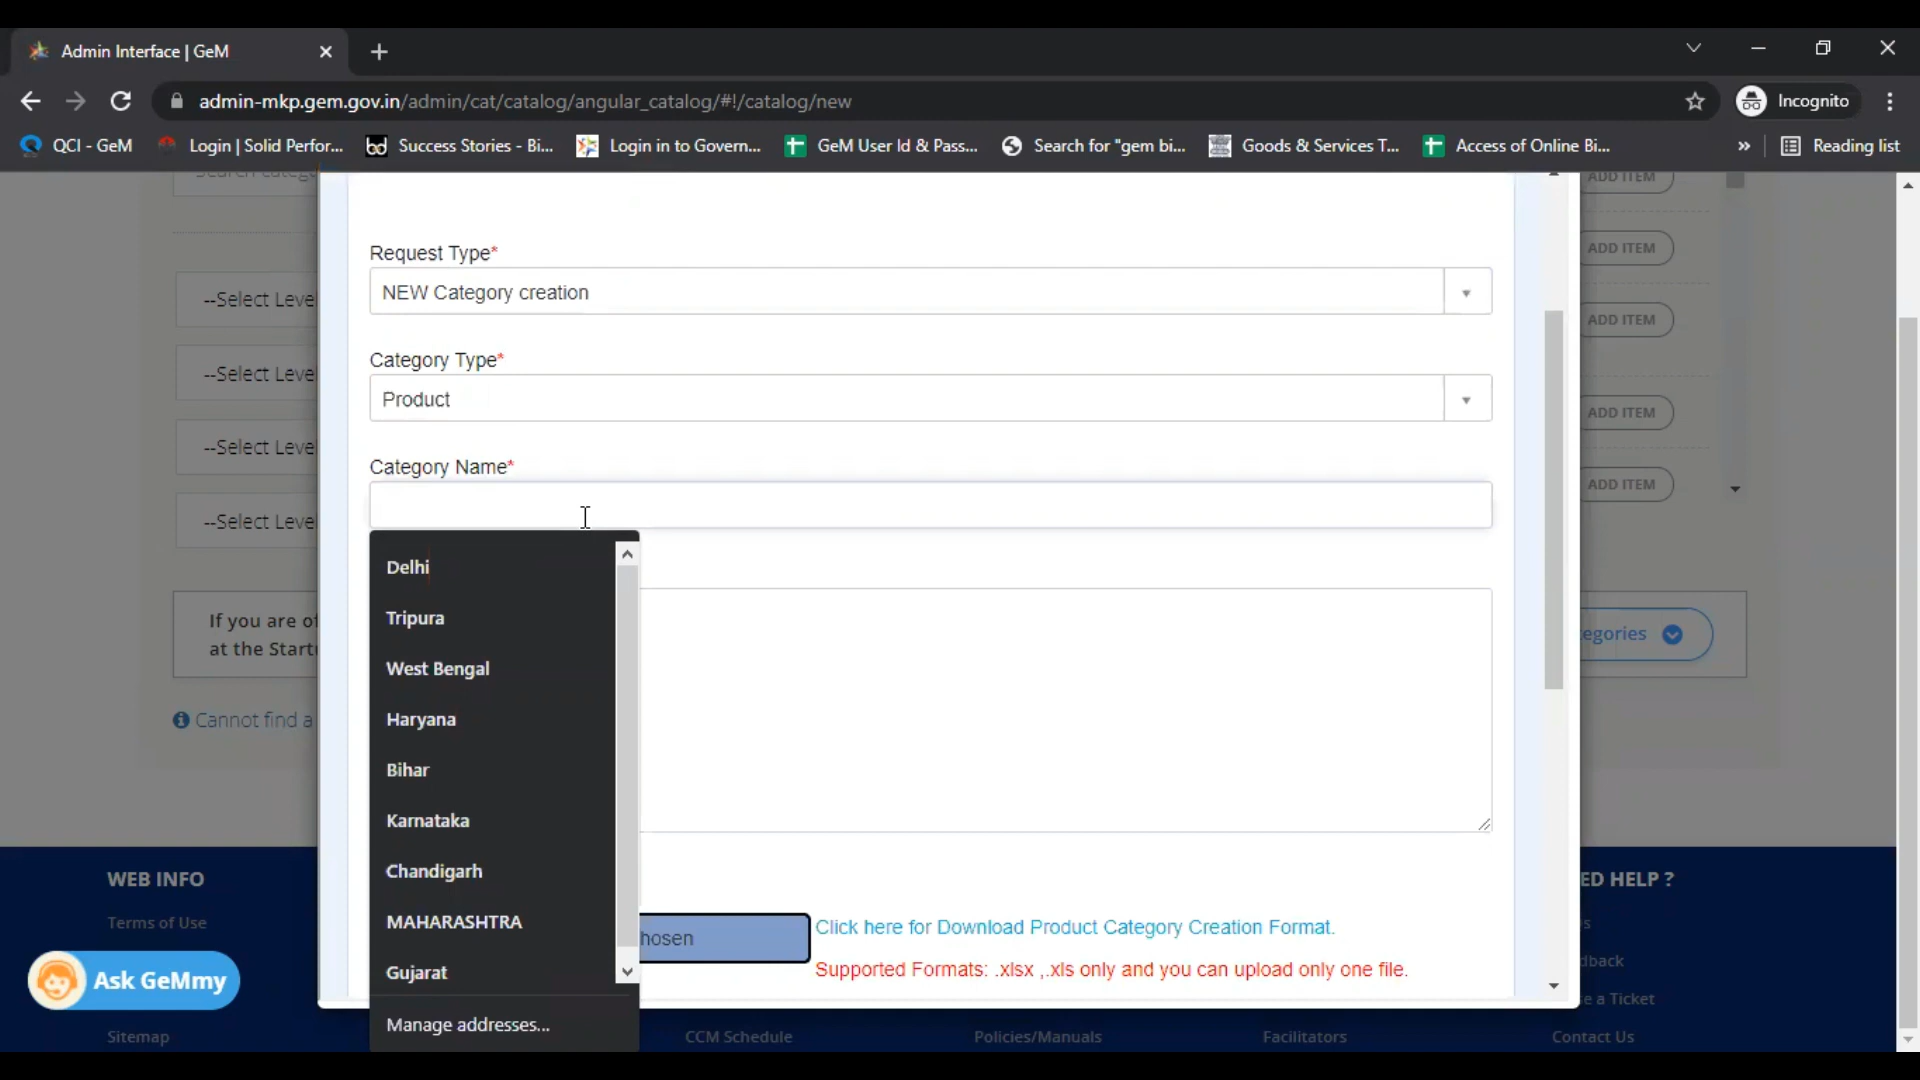 Admin Interface | GeM
admin-mkp.gem.gov.in/admin/cat/catalog/angular_catalog/#!/catalog/new
Incognito
QCI - GeM
Login | Solid Perfor...
Success Stories - Bi...
Login in to Govern...
GeM User Id & Pass...
Search for "gem bi...
Goods & Services T...
Access of Online Bi...
»
Reading list
ADD ITEM
Request Type*
ADD ITEM
NEW Category creation
--Select Leve
ADD ITEM
Category Type*
--Select Leve
Product
ADD ITEM
--Select Leve
Category Name*
ADD ITEM
--Select Leve
Delhi
Tripura
West Bengal
Haryana
Bihar
Karnataka
Chandigarh
MAHARASHTRA
Gujarat
Manage addresses...
If you are of
at the Start
egories
Cannot find a
hosen
Click here for Download Product Category Creation Format.
Supported Formats: .xlsx ,.xls only and you can upload only one file.
WEB INFO
Terms of Use
Ask GeMmy
Sitemap
CCM Schedule
Policies/Manuals
Facilitators
ED HELP ?
s
dback
e a Ticket
Contact Us